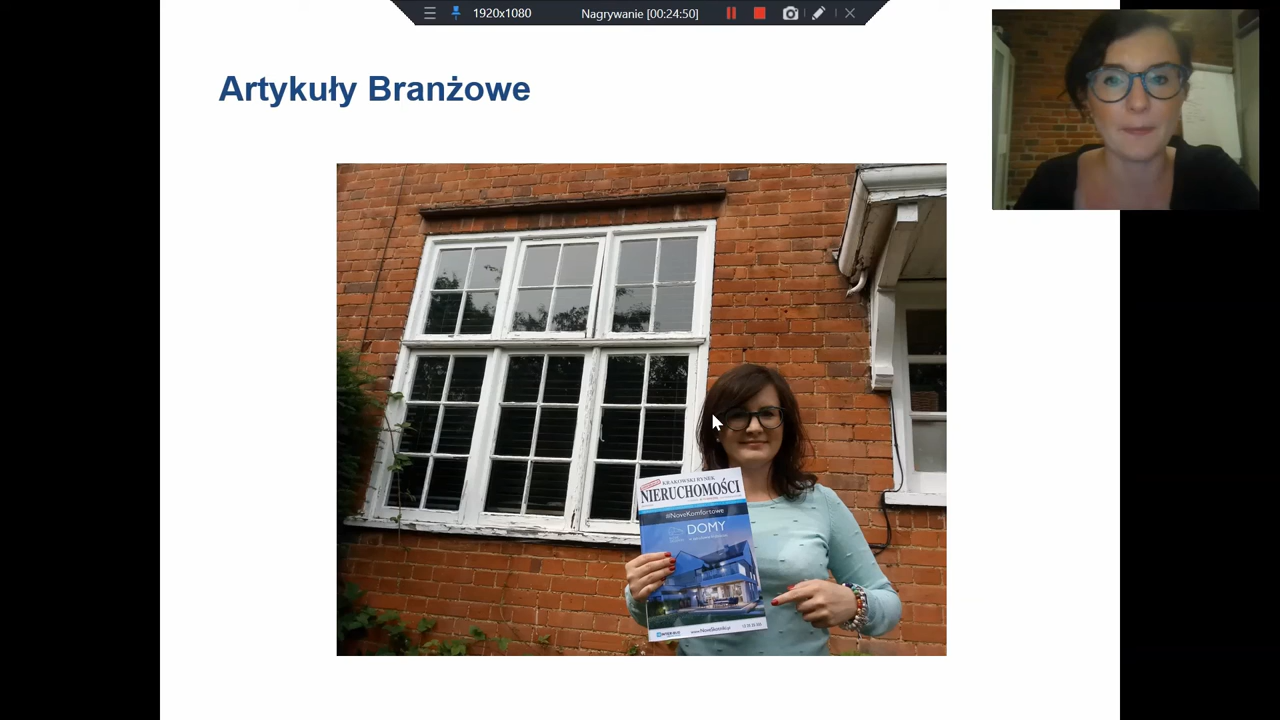 1920x1080
Nagrywanie [00:24:50]
Artykuły Branżowe
KRAKOWSKI RYNEK
NIERUCHOMOŚCI
#NoveKomfortowe
DOMY